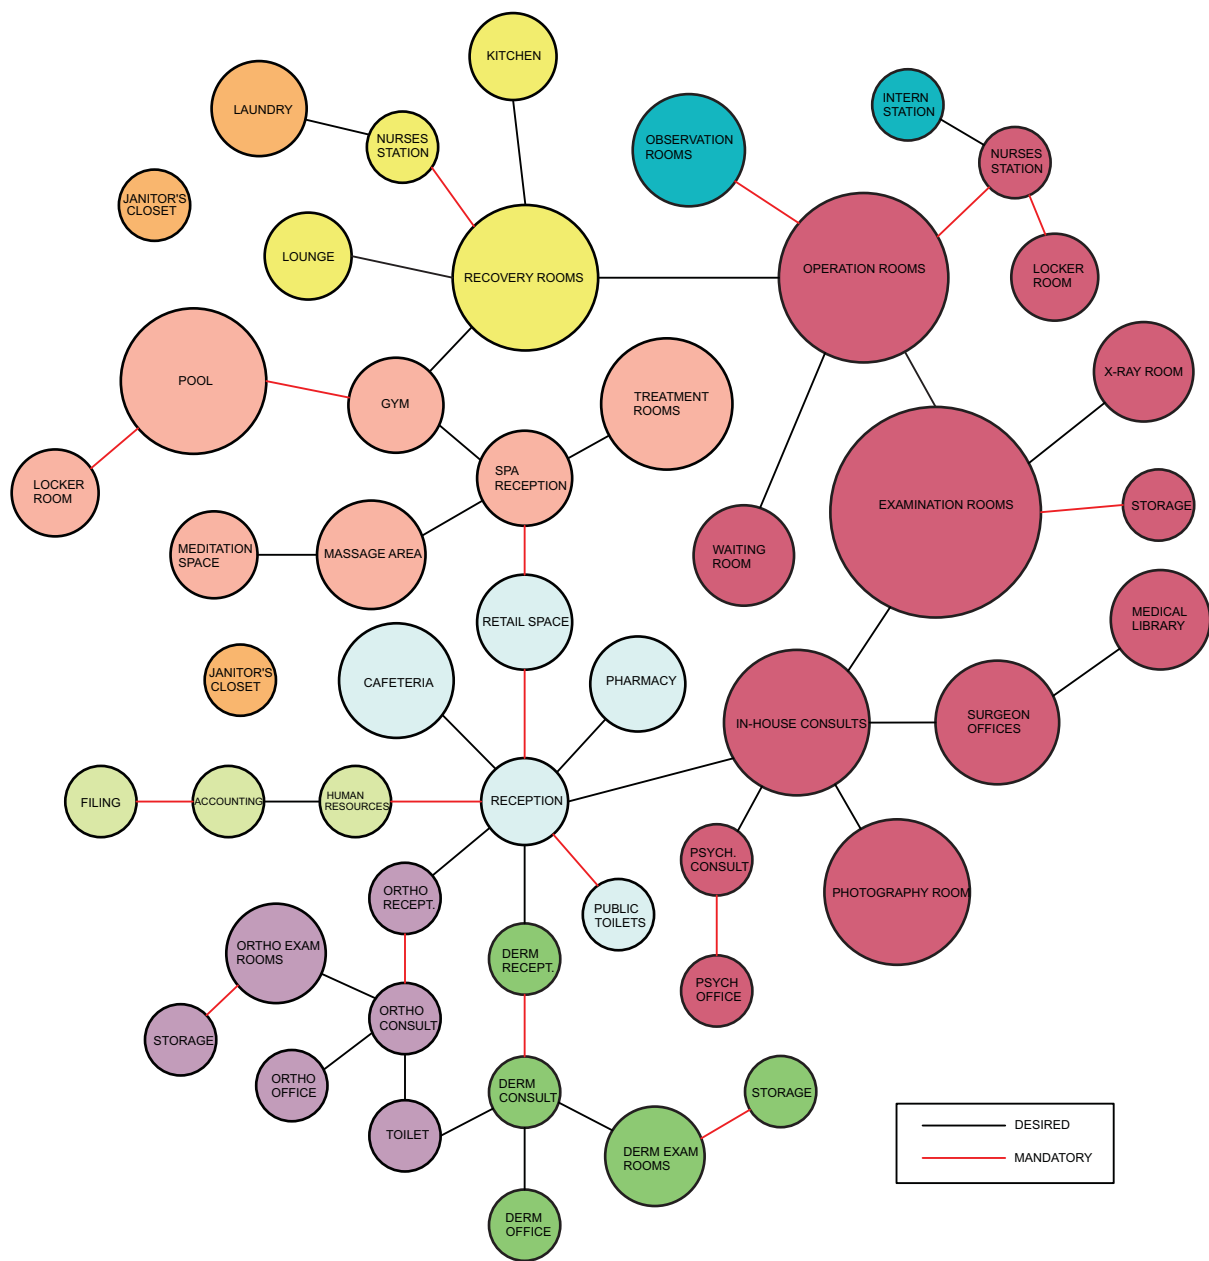 KITCHEN
LAUNDRY
NURSES
STATION
INTERN
STATION
OBSERVATION
ROOMS
NURSES
STATION
JANITOR'S
CLOSET
LOUNGE
RECOVERY ROOMS
OPERATION ROOMS
LOCKER
ROOM
POOL
GYM
TREATMENT
ROOMS
X-RAY ROOM
LOCKER
ROOM
SPA
RECEPTION
EXAMINATION ROOMS
STORAGE
MEDITATION
SPACE
MASSAGE AREA
WAITING
ROOM
RETAIL SPACE
MEDICAL
LIBRARY
JANITOR'S
CLOSET
CAFETERIA
PHARMACY
IN-HOUSE CONSULTS
SURGEON
OFFICES
FILING
ACCOUNTING
HUMAN
RESOURCES
RECEPTION
PSYCH.
CONSULT
PHOTOGRAPHY ROOM
ORTHO
RECEPT.
PUBLIC
TOILETS
ORTHO EXAM
ROOMS
DERM
RECEPT.
PSYCH
OFFICE
STORAGE
ORTHO
CONSULT
ORTHO
OFFICE
DERM
CONSULT
STORAGE
TOILET
DERM EXAM
ROOMS
DERM
OFFICE
DESIRED
MANDATORY